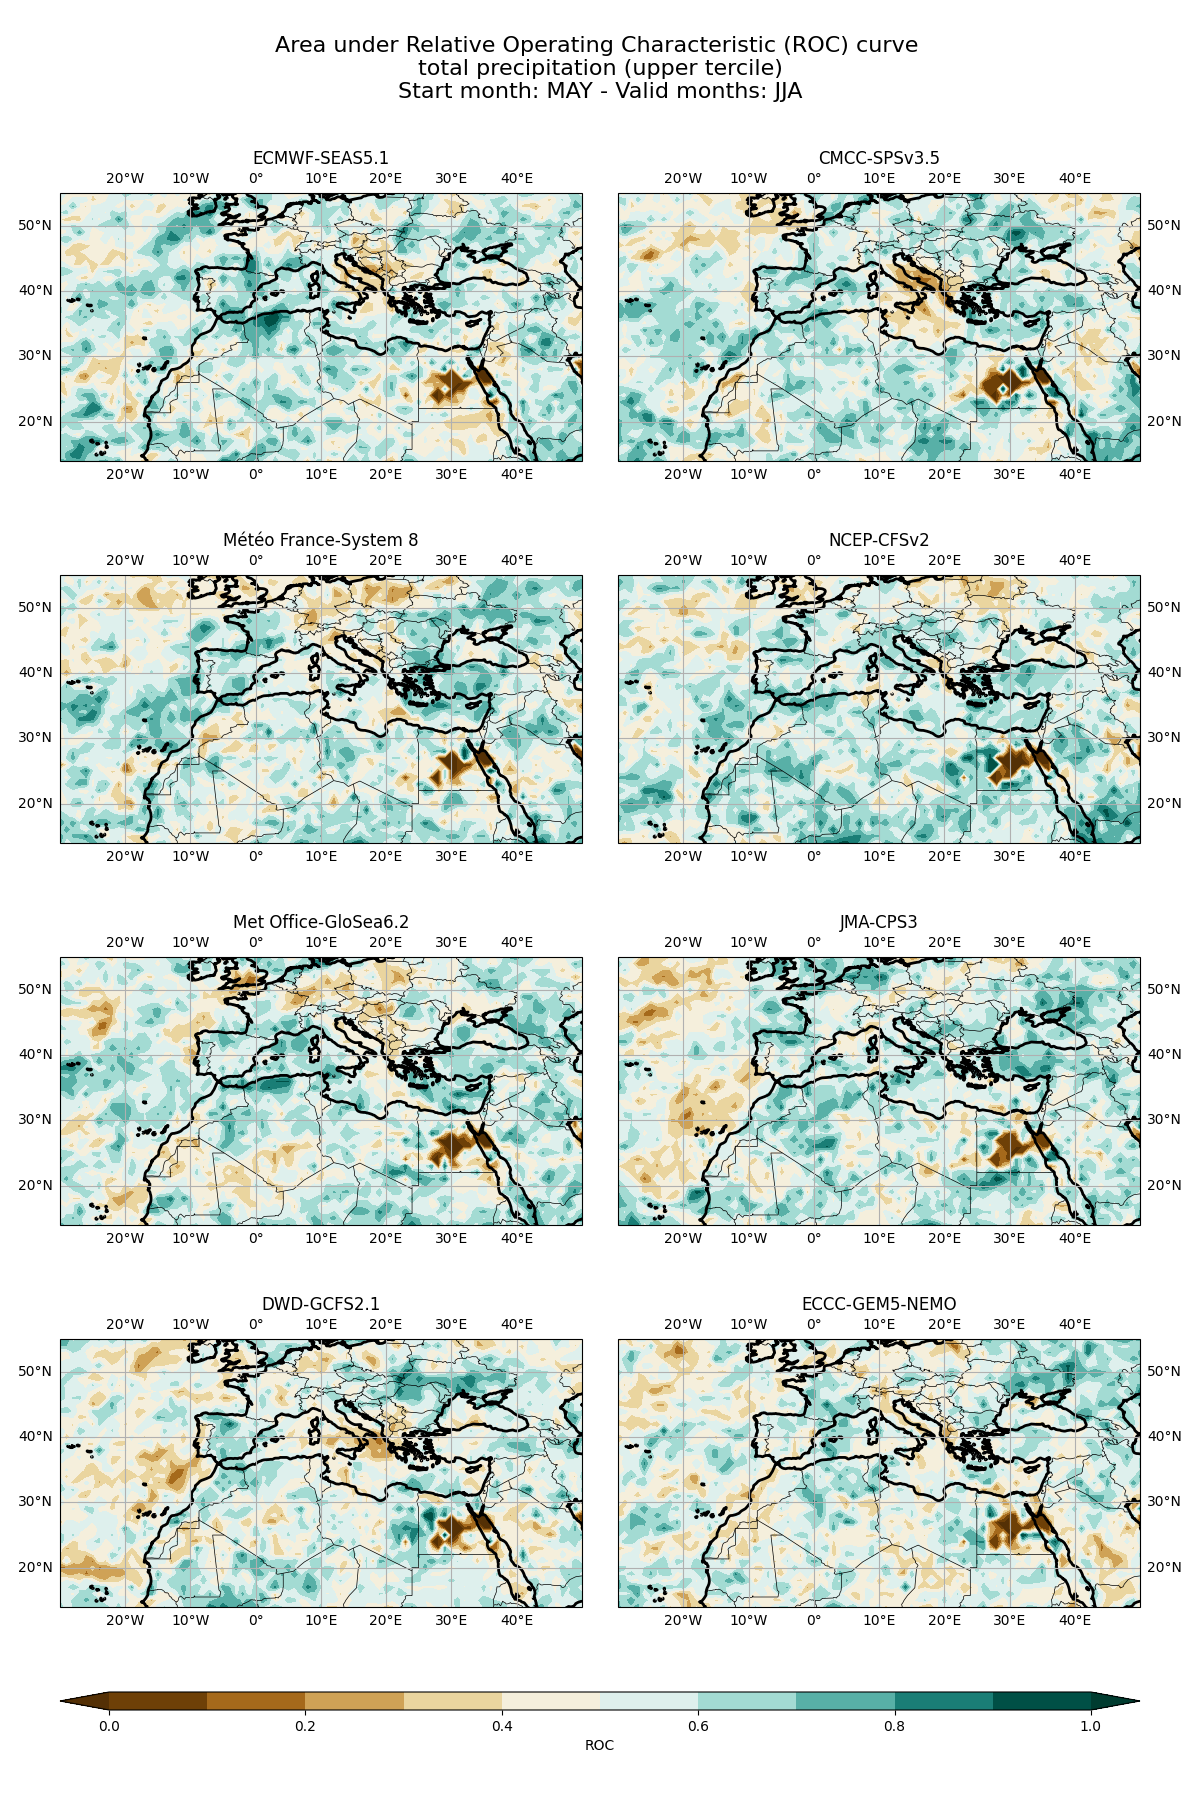 Area under Relative Operating Characteristic (ROC) curve
total precipitation (upper tercile)
Start month: MAY - Valid months: JJA
ECMWF-SEAS5.1
20°W 10°W 0° 10°E 20°E 30°E 40°E
50°N
40°N
30°N
20°N
20°W 10°W 0° 10°E 20°E 30°E 40°E
CMCC-SPSv3.5
20°W 10°W 0° 10°E 20°E 30°E 40°E
50°N
40°N
30°N
20°N
20°W 10°W 0° 10°E 20°E 30°E 40°E
Météo France-System 8
20°W 10°W 0° 10°E 20°E 30°E 40°E
50°N
40°N
30°N
20°N
20°W 10°W 0° 10°E 20°E 30°E 40°E
NCEP-CFSv2
20°W 10°W 0° 10°E 20°E 30°E 40°E
50°N
40°N
30°N
20°N
20°W 10°W 0° 10°E 20°E 30°E 40°E
Met Office-GloSea6.2
20°W 10°W 0° 10°E 20°E 30°E 40°E
50°N
40°N
30°N
20°N
20°W 10°W 0° 10°E 20°E 30°E 40°E
JMA-CPS3
20°W 10°W 0° 10°E 20°E 30°E 40°E
50°N
40°N
30°N
20°N
20°W 10°W 0° 10°E 20°E 30°E 40°E
DWD-GCFS2.1
20°W 10°W 0° 10°E 20°E 30°E 40°E
50°N
40°N
30°N
20°N
20°W 10°W 0° 10°E 20°E 30°E 40°E
ECCC-GEM5-NEMO
20°W 10°W 0° 10°E 20°E 30°E 40°E
50°N
40°N
30°N
20°N
20°W 10°W 0° 10°E 20°E 30°E 40°E
0.0 0.2 0.4 0.6 0.8 1.0
ROC